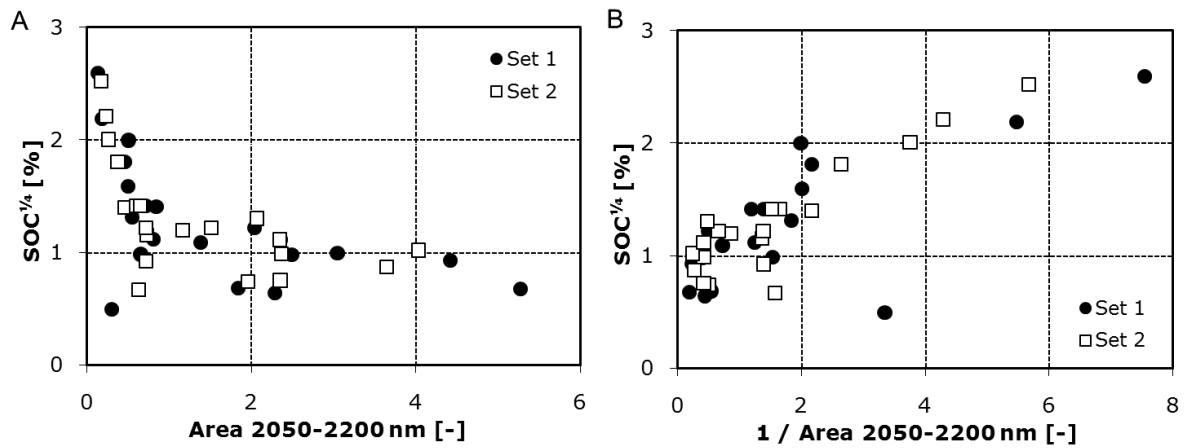 A
3
2
1
0
SOC¼ [%]
Set 1
Set 2
0 2 4 6
Area 2050-2200 nm [-]
B
3
2
1
0
SOC¼ [%]
Set 1
Set 2
0 2 4 6 8
1 / Area 2050-2200 nm [-]